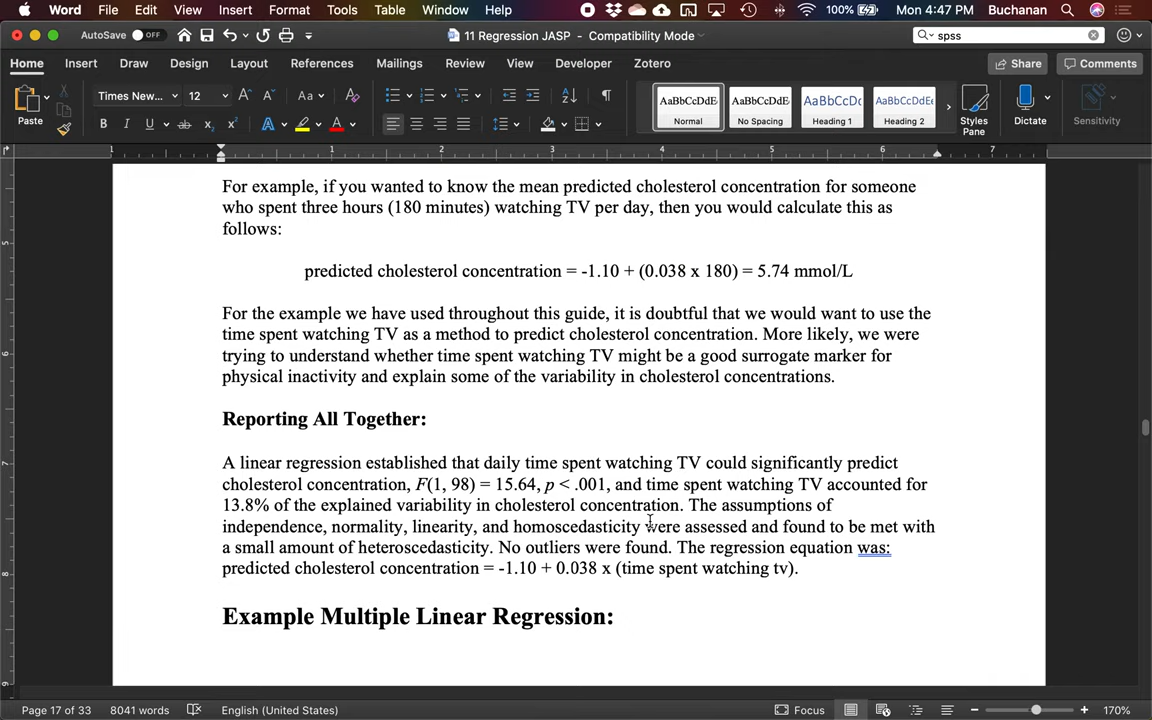 Word File Edit View Insert Format Tools Table Window Help 100% Mon 4:47 PM Buchanan
AutoSave OFF 11 Regression JASP - Compatibility Mode spss
Home Insert Draw Design Layout References Mailings Review View Developer Zotero Share Comments
Paste Times New... 12 Aa AaBbCcDdE AaBbCcDdE AaBbCcDc AaBbCcDdEe Styles Pane Dictate Sensitivity
Normal No Spacing Heading 1 Heading 2
1 1 2 3 4 5 6 7
For example, if you wanted to know the mean predicted cholesterol concentration for someone
who spent three hours (180 minutes) watching TV per day, then you would calculate this as
follows:
predicted cholesterol concentration = -1.10 + (0.038 x 180) = 5.74 mmol/L
For the example we have used throughout this guide, it is doubtful that we would want to use the
time spent watching TV as a method to predict cholesterol concentration. More likely, we were
trying to understand whether time spent watching TV might be a good surrogate marker for
physical inactivity and explain some of the variability in cholesterol concentrations.
Reporting All Together:
A linear regression established that daily time spent watching TV could significantly predict
cholesterol concentration, F(1, 98) = 15.64, p < .001, and time spent watching TV accounted for
13.8% of the explained variability in cholesterol concentration. The assumptions of
independence, normality, linearity, and homoscedasticity were assessed and found to be met with
a small amount of heteroscedasticity. No outliers were found. The regression equation was:
predicted cholesterol concentration = -1.10 + 0.038 x (time spent watching tv).
Example Multiple Linear Regression:
Page 17 of 33 8041 words English (United States) Focus 170%